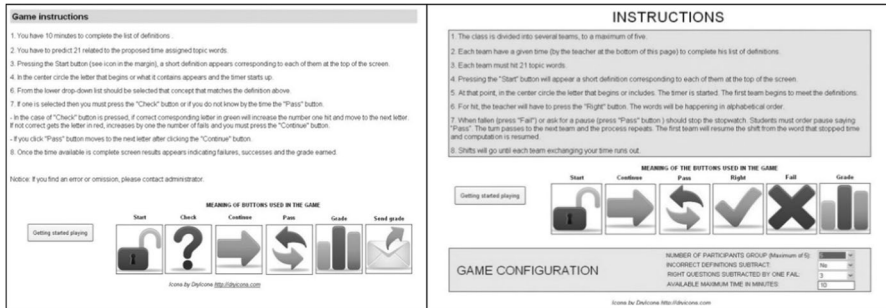 Game instructions
1. You have 10 minutes to complete the list of definitions.
2. You have to predict 21 related to the proposed time assigned topic words.
3. Pressing the Start button (see icon in the margin), a short definition appears corresponding to each of them at the top of the screen.
4. In the center circle the letter that begins or what it contains appears and the timer starts up.
6. From the lower drop-down list should be selected that concept that matches the definition above.
7. If one is selected then you must press the "Check" button or if you do not know by the time the "Pass" button.
- In the case of "Check" button is pressed, if correct corresponding letter in green will increase the number one hit and move to the next letter.
If not correct gets the letter in red, increases by one the number of fails and you must press the "Continue" button.
- If you click "Pass" button moves to the next letter after clicking the "Continue" button.
8. Once the time available is complete screen results appears indicating failures, successes and the grade earned.
Notice: If you find an error or omission, please contact administrator.
MEANING OF BUTTONS USED IN THE GAME
Start Check Continue Pass Grade Send grade
Getting started playing
Icons by DryIcons http://dryicons.com
INSTRUCTIONS
1. The class is divided into several teams, to a maximum of five.
2. Each team have a given time (by the teacher at the bottom of this page) to complete his list of definitions.
3. Each team must hit 21 topic words.
4. Pressing the "Start" button will appear a short definition corresponding to each of them at the top of the screen.
5. At that point, in the center circle the letter that begins or includes. The timer is started. The first team begins to meet the definitions.
6. For hit, the teacher will have to press the "Right" button. The words will be happening in alphabetical order.
7. When fallen (press "Fail") or ask for a pause (press "Pass" button ) should stop the stopwatch. Students must order pause saying
"Pass". The turn passes to the next team and the process repeats. The first team will resume the shift from the word that stopped time
and computation is resumed.
8. Shifts will go until each team exchanging your time runs out.
MEANING OF THE BUTTONS USED IN THE GAME
Start Continue Pass Right Fail Grade
Getting started playing
GAME CONFIGURATION
NUMBER OF PARTICIPANTS GROUP (Maximum of 5):
INCORRECT DEFINITIONS SUBTRACT: No
RIGHT QUESTIONS SUBTRACTED BY ONE FAIL: 3
AVAILABLE MAXIMUM TIME IN MINUTES: 10
Icons by DryIcons http://dryicons.com